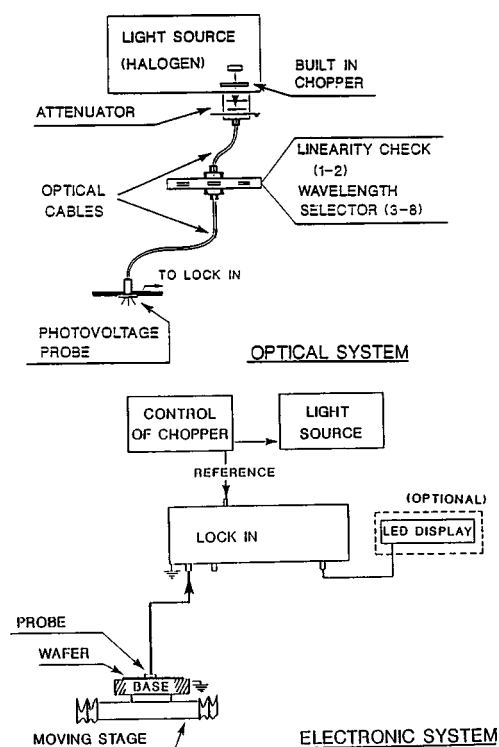 LIGHT SOURCE
(HALOGEN)
BUILT IN
CHOPPER
ATTENUATOR
LINEARITY CHECK
(1-2)
WAVELENGTH
SELECTOR (3-8)
OPTICAL
CABLES
TO LOCK IN
PHOTOVOLTAGE
PROBE
OPTICAL SYSTEM
CONTROL
OF CHOPPER
LIGHT
SOURCE
REFERENCE
(OPTIONAL)
LED DISPLAY
LOCK IN
PROBE
WAFER
BASE
MOVING STAGE
ELECTRONIC SYSTEM